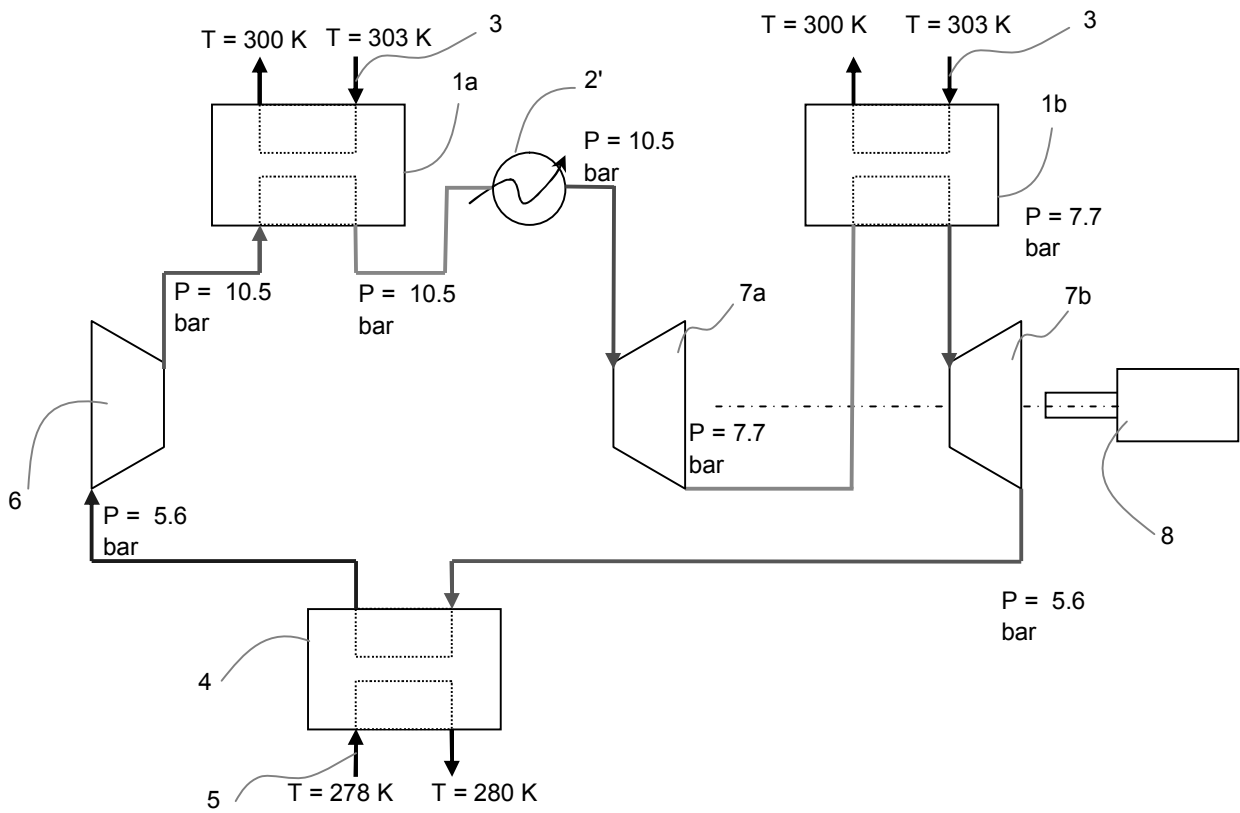 T = 300 K
T = 303 K
3
T = 300 K
T = 303 K
3
1a
2'
1b
P = 10.5
bar
P = 7.7
bar
P = 10.5
bar
P = 10.5
bar
7a
7b
P = 7.7
bar
6
P = 5.6
bar
8
P = 5.6
bar
4
5
T = 278 K
T = 280 K